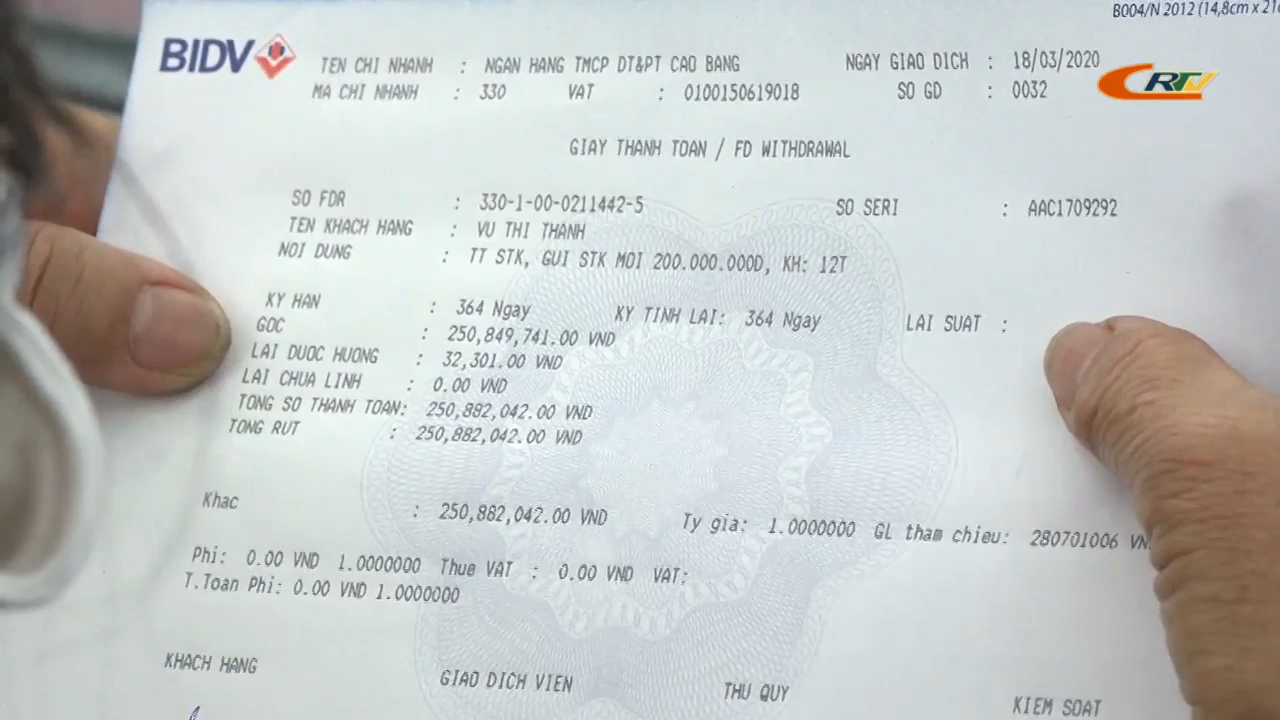 B004/N 2012 (14,8cm x 21
BIDV
TEN CHI NHANH : NGAN HANG TMCP DT&PT CAO BANG NGAY GIAO DICH : 18/03/2020
MA CHI NHANH : 330 VAT : 0100150619018 SO GD : 0032
CRTV
GIAY THANH TOAN / FD WITHDRAWAL
SO FDR : 330-1-00-0211442-5 SO SERI : AAC1709292
TEN KHACH HANG : VU THI THANH
NOI DUNG : TT STK, GUI STK MOI 200.000.000D, KH: 12T
KY HAN : 364 Ngay KY TINH LAI: 364 Ngay LAI SUAT :
GOC : 250,849,741.00 VND
LAI DUOC HUONG : 32,301.00 VND
LAI CHUA LINH : 0.00 VND
TONG SO THANH TOAN: 250,882,042.00 VND
TONG RUT : 250,882,042.00 VND
Khac : 250,882,042.00 VND Ty gia: 1.0000000 GL tham chieu: 280701006 VN
Phi: 0.00 VND 1.0000000 Thue VAT : 0.00 VND VAT:
T.Toan Phi: 0.00 VND 1.0000000
KHACH HANG GIAO DICH VIEN THU QUY KIEM SOAT